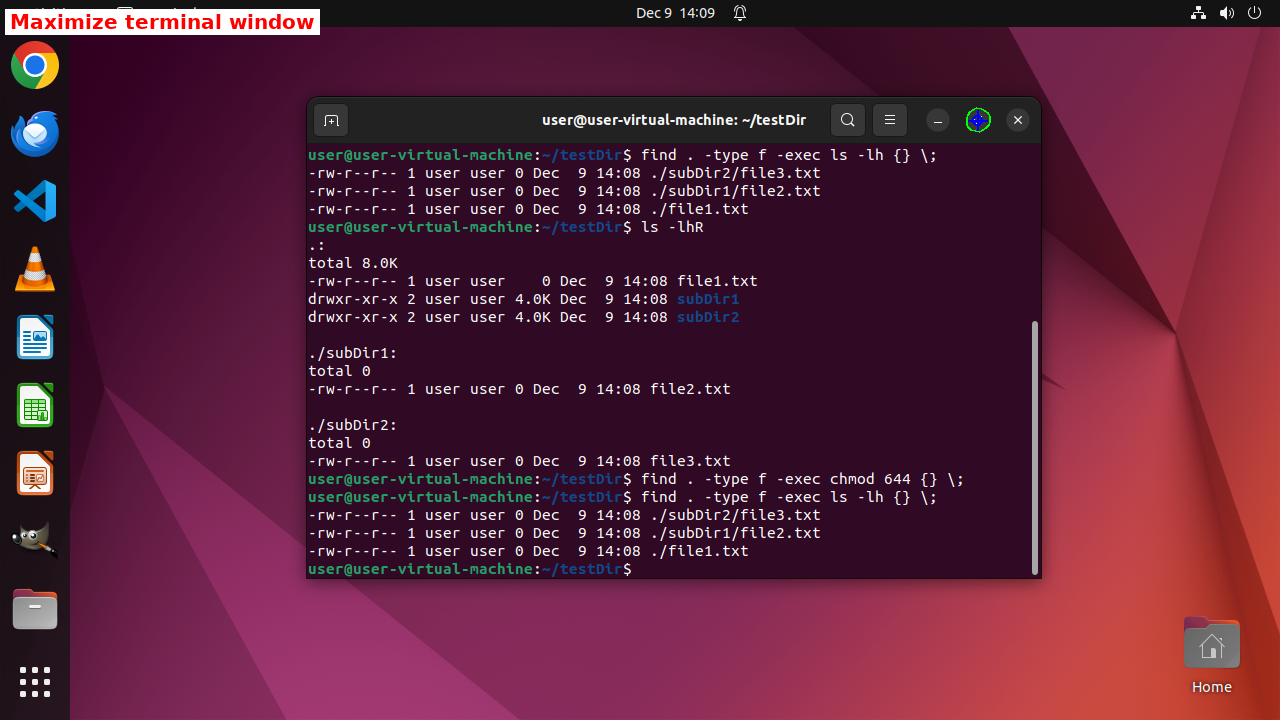 Maximize terminal window
Dec 9 14:09
user@user-virtual-machine: ~/testDir
user@user-virtual-machine:~/testDir$ find . -type f -exec ls -lh {} \;
-rw-r--r-- 1 user user 0 Dec  9 14:08 ./subDir2/file3.txt
-rw-r--r-- 1 user user 0 Dec  9 14:08 ./subDir1/file2.txt
-rw-r--r-- 1 user user 0 Dec  9 14:08 ./file1.txt
user@user-virtual-machine:~/testDir$ ls -lhR
.:
total 8.0K
-rw-r--r-- 1 user user    0 Dec  9 14:08 file1.txt
drwxr-xr-x 2 user user 4.0K Dec  9 14:08 subDir1
drwxr-xr-x 2 user user 4.0K Dec  9 14:08 subDir2
./subDir1:
total 0
-rw-r--r-- 1 user user 0 Dec  9 14:08 file2.txt
./subDir2:
total 0
-rw-r--r-- 1 user user 0 Dec  9 14:08 file3.txt
user@user-virtual-machine:~/testDir$ find . -type f -exec chmod 644 {} \;
user@user-virtual-machine:~/testDir$ find . -type f -exec ls -lh {} \;
-rw-r--r-- 1 user user 0 Dec  9 14:08 ./subDir2/file3.txt
-rw-r--r-- 1 user user 0 Dec  9 14:08 ./subDir1/file2.txt
-rw-r--r-- 1 user user 0 Dec  9 14:08 ./file1.txt
user@user-virtual-machine:~/testDir$
Home